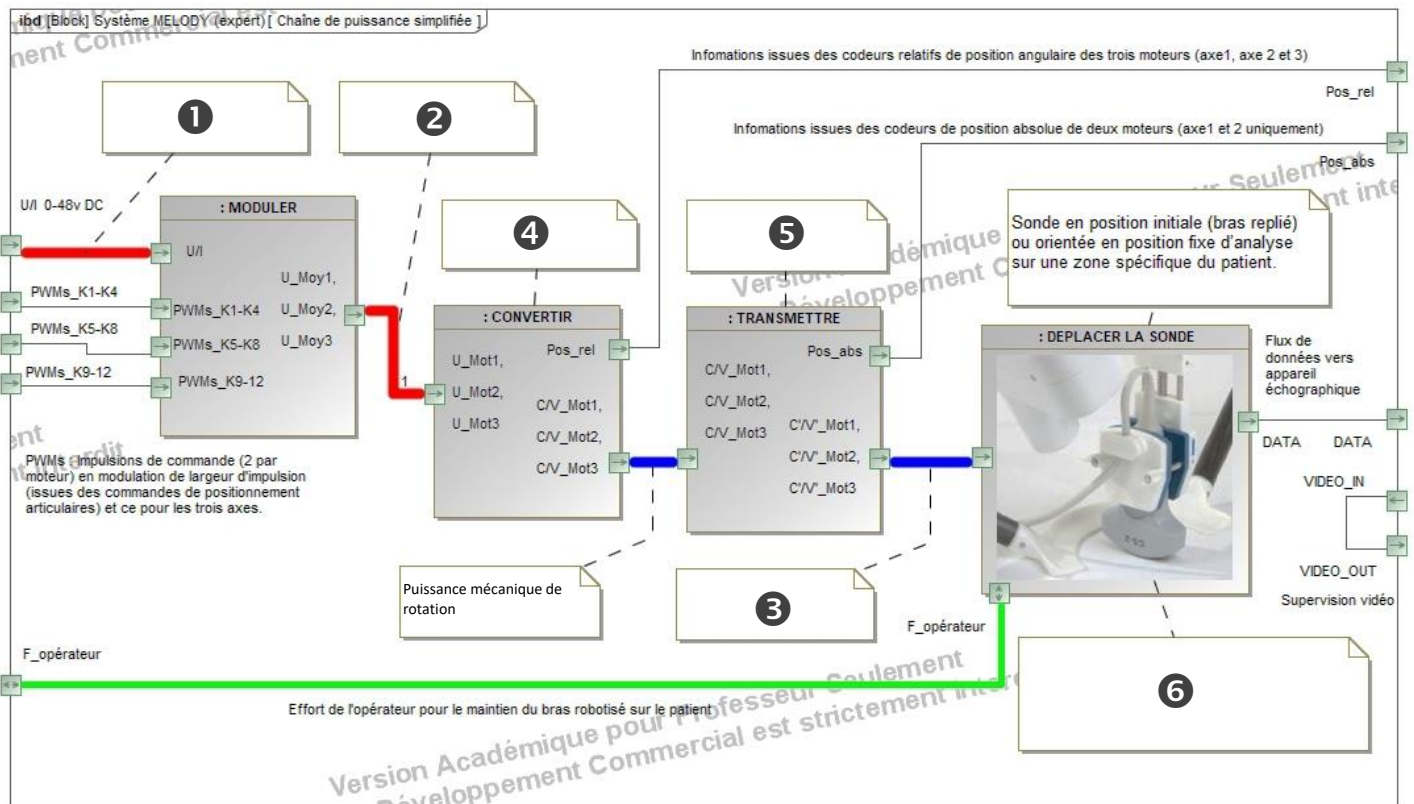 ibd [Block] Système MELODY (expert) [ Chaîne de puissance simplifiée ]
Infomations issues des codeurs relatifs de position angulaire des trois moteurs (axe1, axe 2 et 3)
Pos_rel
Infomations issues des codeurs de position absolue de deux moteurs (axe1 et 2 uniquement)
Pos_abs
❶
❷
U/I 0-48v DC
: MODULER
U/I
U_Moy1,
U_Moy2,
U_Moy3
PWMs_K1-K4
PWMs_K5-K8
PWMs_K9-12
PWMs_K1-K4
PWMs_K5-K8
PWMs_K9-12
PWMs : Impulsions de commande (2 par
moteur) en modulation de largeur d'impulsion
(issues des commandes de positionnement
articulaires) et ce pour les trois axes.
1
❹
: CONVERTIR
U_Mot1,
U_Mot2,
U_Mot3
Pos_rel
C/V_Mot1,
C/V_Mot2,
C/V_Mot3
Puissance mécanique de
rotation
❺
: TRANSMETTRE
Pos_abs
C/V_Mot1,
C/V_Mot2,
C/V_Mot3
C'/V'_Mot1,
C'/V'_Mot2,
C'/V'_Mot3
❸
Sonde en position initiale (bras replié)
ou orientée en position fixe d'analyse
sur une zone spécifique du patient.
: DEPLACER LA SONDE
C5-2
Flux de
données vers
appareil
échographique
DATA DATA
VIDEO_IN
VIDEO_OUT
Supervision vidéo
F_opérateur
❻
F_opérateur
Effort de l'opérateur pour le maintien du bras robotisé sur le patient
Version Académique pour Professeur Seulement
Développement Commercial est strictement